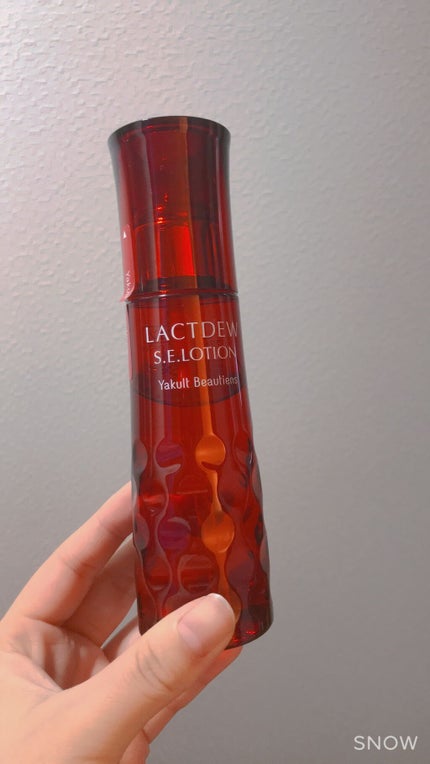 LACTDEW
S.E.LOTION
Yakult Beautiens
SNOW